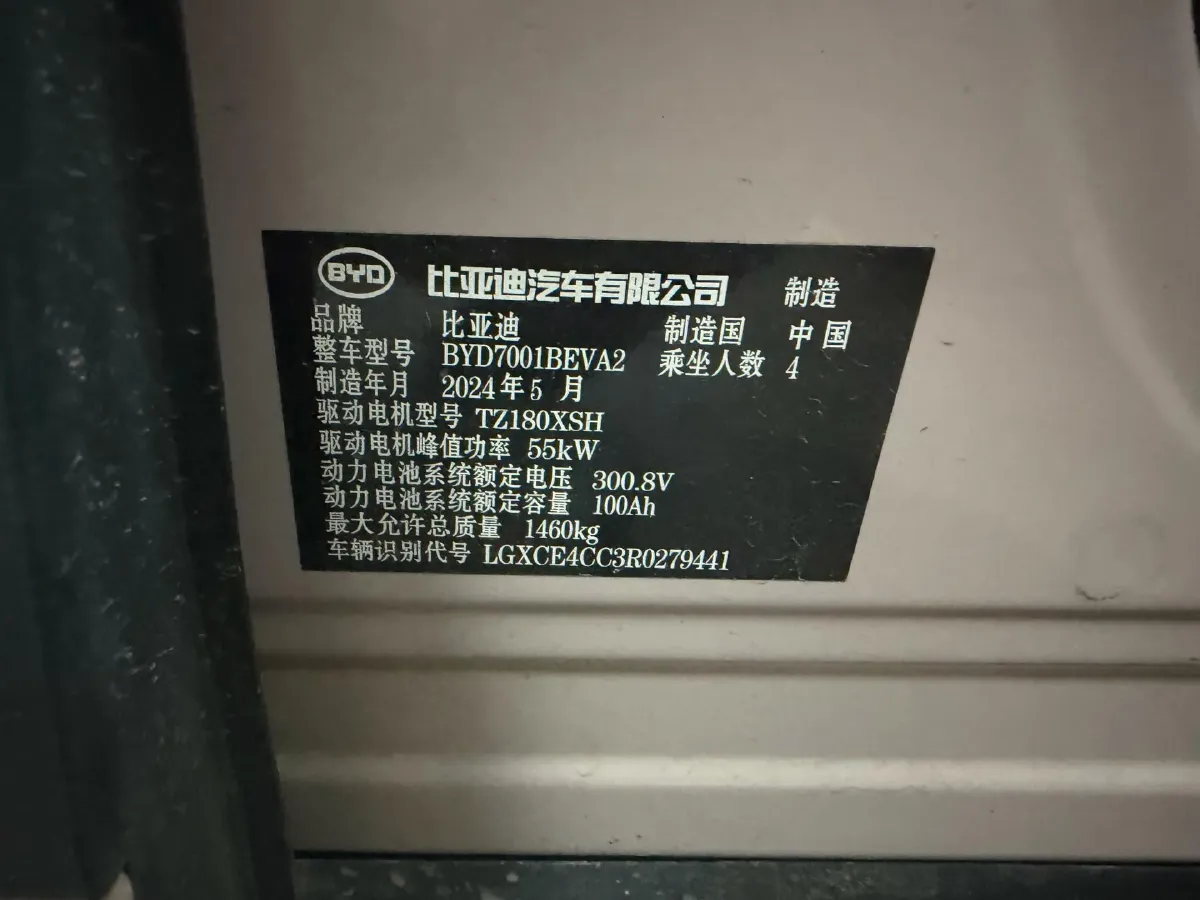 BYD 比亚迪汽车有限公司 制造
品牌 比亚迪 制造国 中国
整车型号 BYD7001BEVA2 乘坐人数 4
制造年月 2024年5月
驱动电机型号 TZ180XSH
驱动电机峰值功率 55kW
动力电池系统额定电压 300.8V
动力电池系统额定容量 100Ah
最大允许总质量 1460kg
车辆识别代号 LGXCE4CC3R0279441